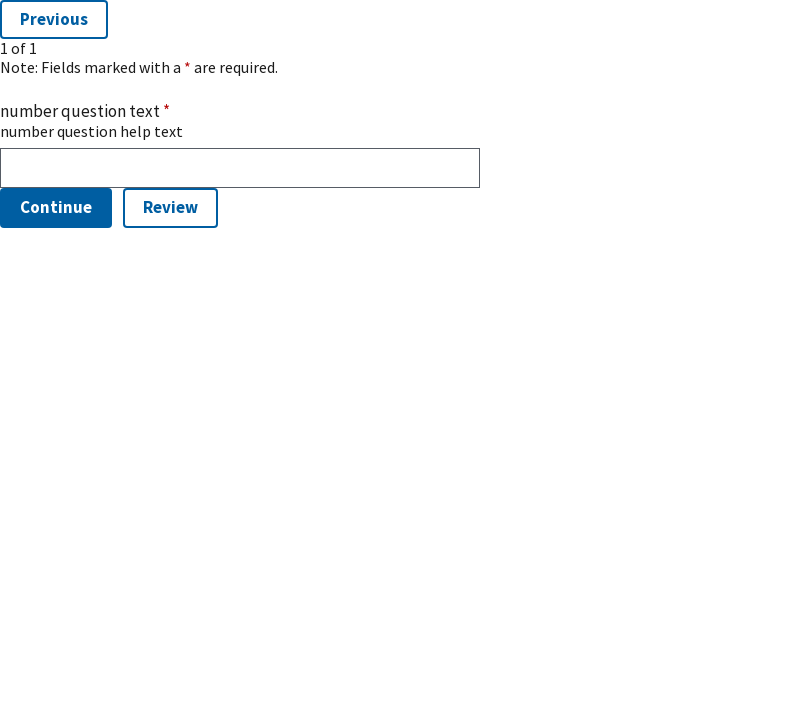 Previous
1 of 1
Note: Fields marked with a * are required.
number question text *
number question help text
Continue Review